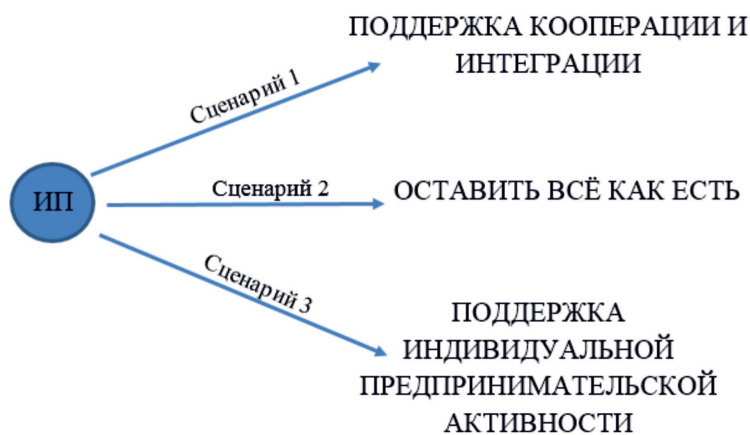 ПОДДЕРЖКА КООПЕРАЦИИ И
ИНТЕГРАЦИИ
Сценарий 1
ИП
Сценарий 2
ОСТАВИТЬ ВСЁ КАК ЕСТЬ
Сценарий 3
ПОДДЕРЖКА
ИНДИВИДУАЛЬНОЙ
ПРЕДПРИНИМАТЕЛЬСКОЙ
АКТИВНОСТИ